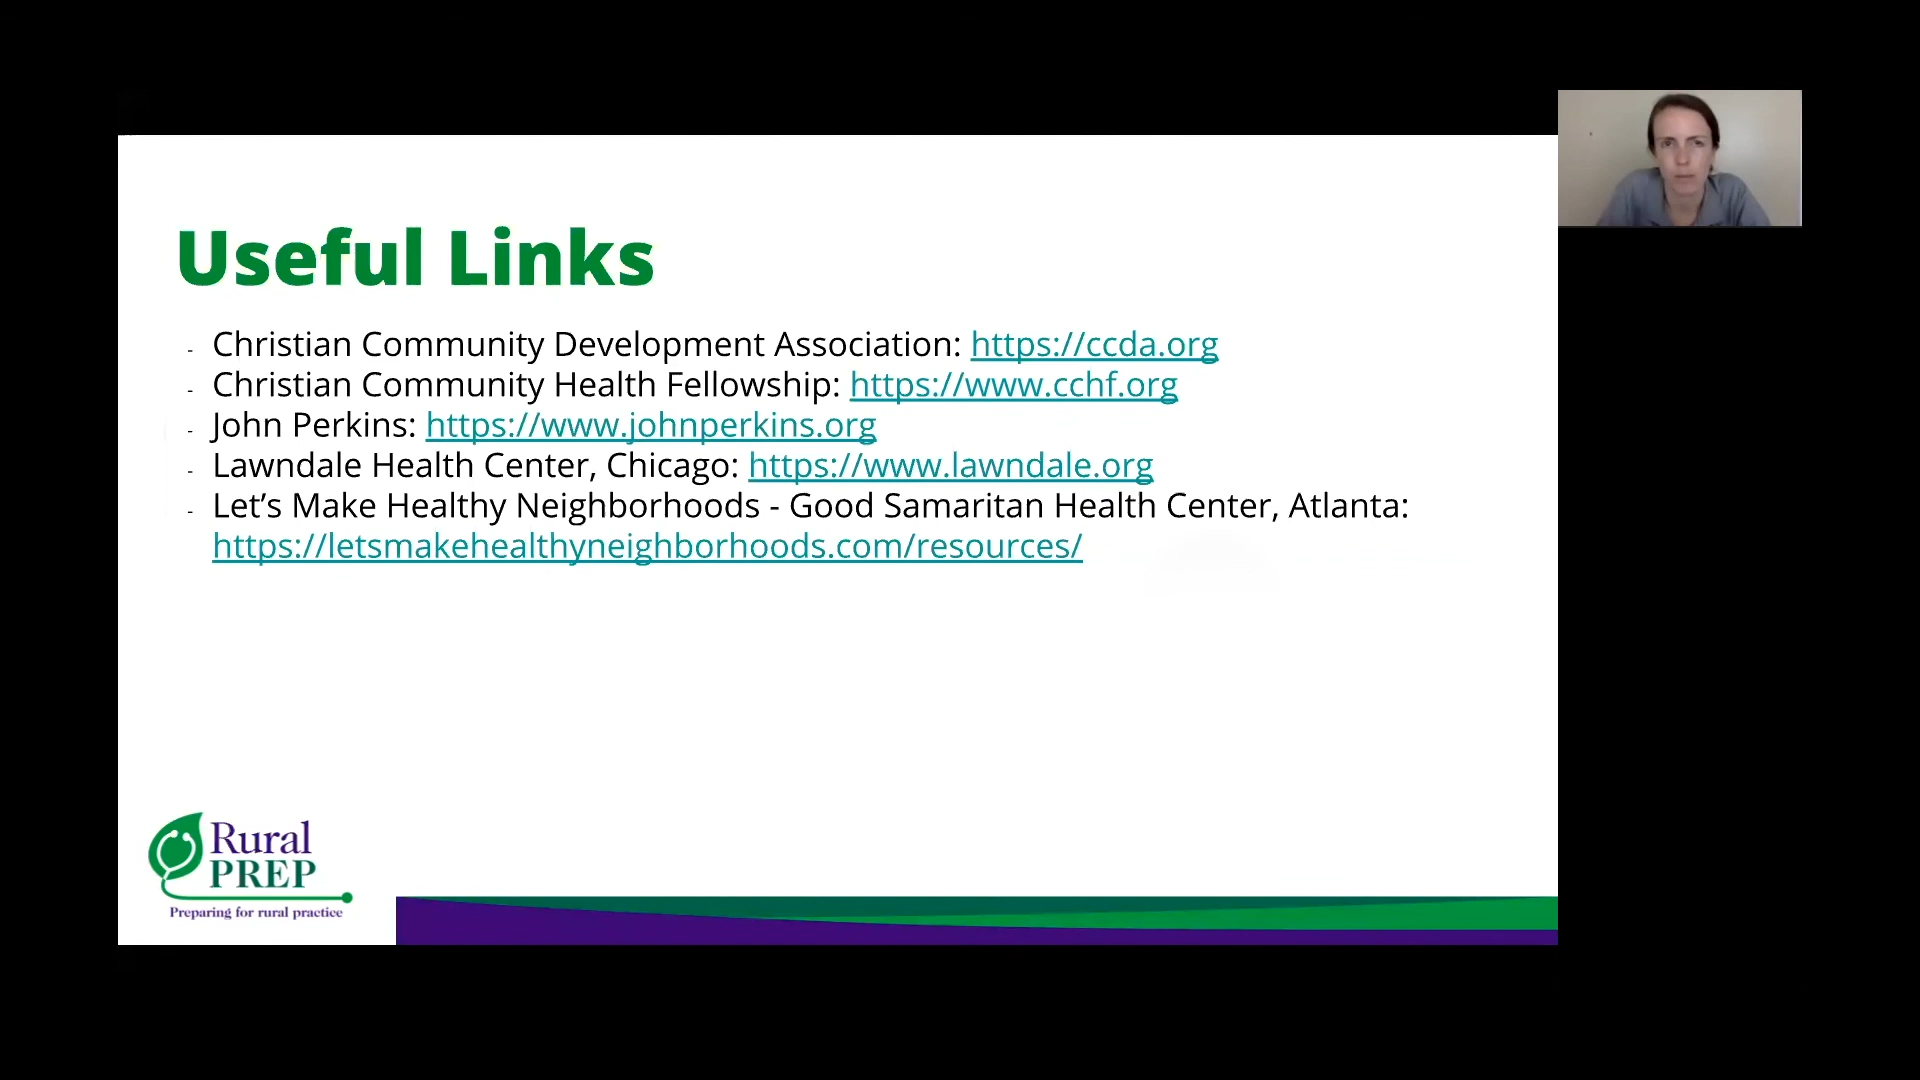 Useful Links
- Christian Community Development Association: https://ccda.org
- Christian Community Health Fellowship: https://www.cchf.org
- John Perkins: https://www.johnperkins.org
- Lawndale Health Center, Chicago: https://www.lawndale.org
- Let’s Make Healthy Neighborhoods - Good Samaritan Health Center, Atlanta:
https://letsmakehealthyneighborhoods.com/resources/
Rural
PREP
Preparing for rural practice